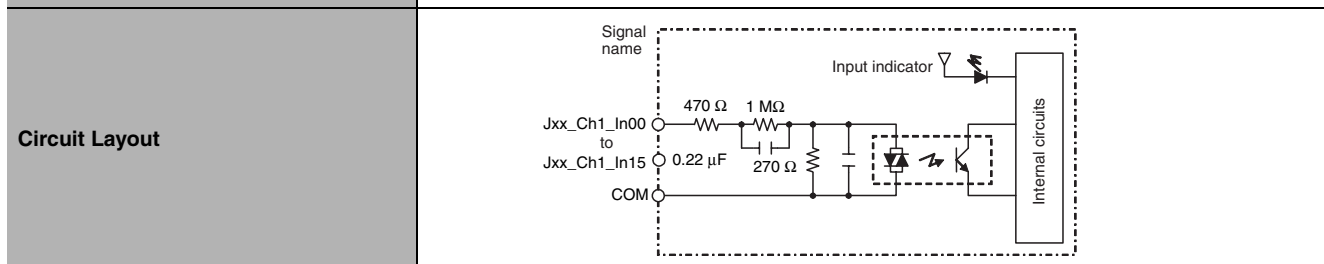 Circuit Layout
Signal
name
Input indicator
470 Ω 1 MΩ
Jxx_Ch1_In00
to
Jxx_Ch1_In15 0.22 μF
270 Ω
COM
Internal circuits